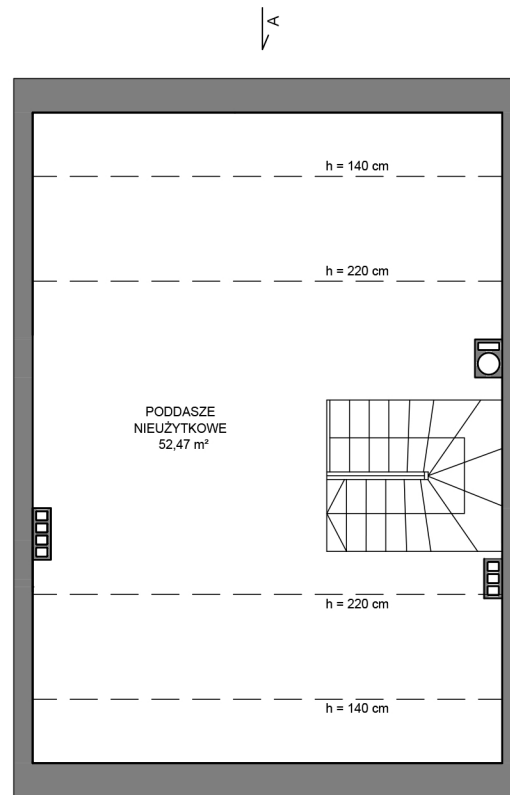 A
h = 140 cm
h = 220 cm
PODDASZE
NIEUŻYTKOWE
52,47 m²
h = 220 cm
h = 140 cm